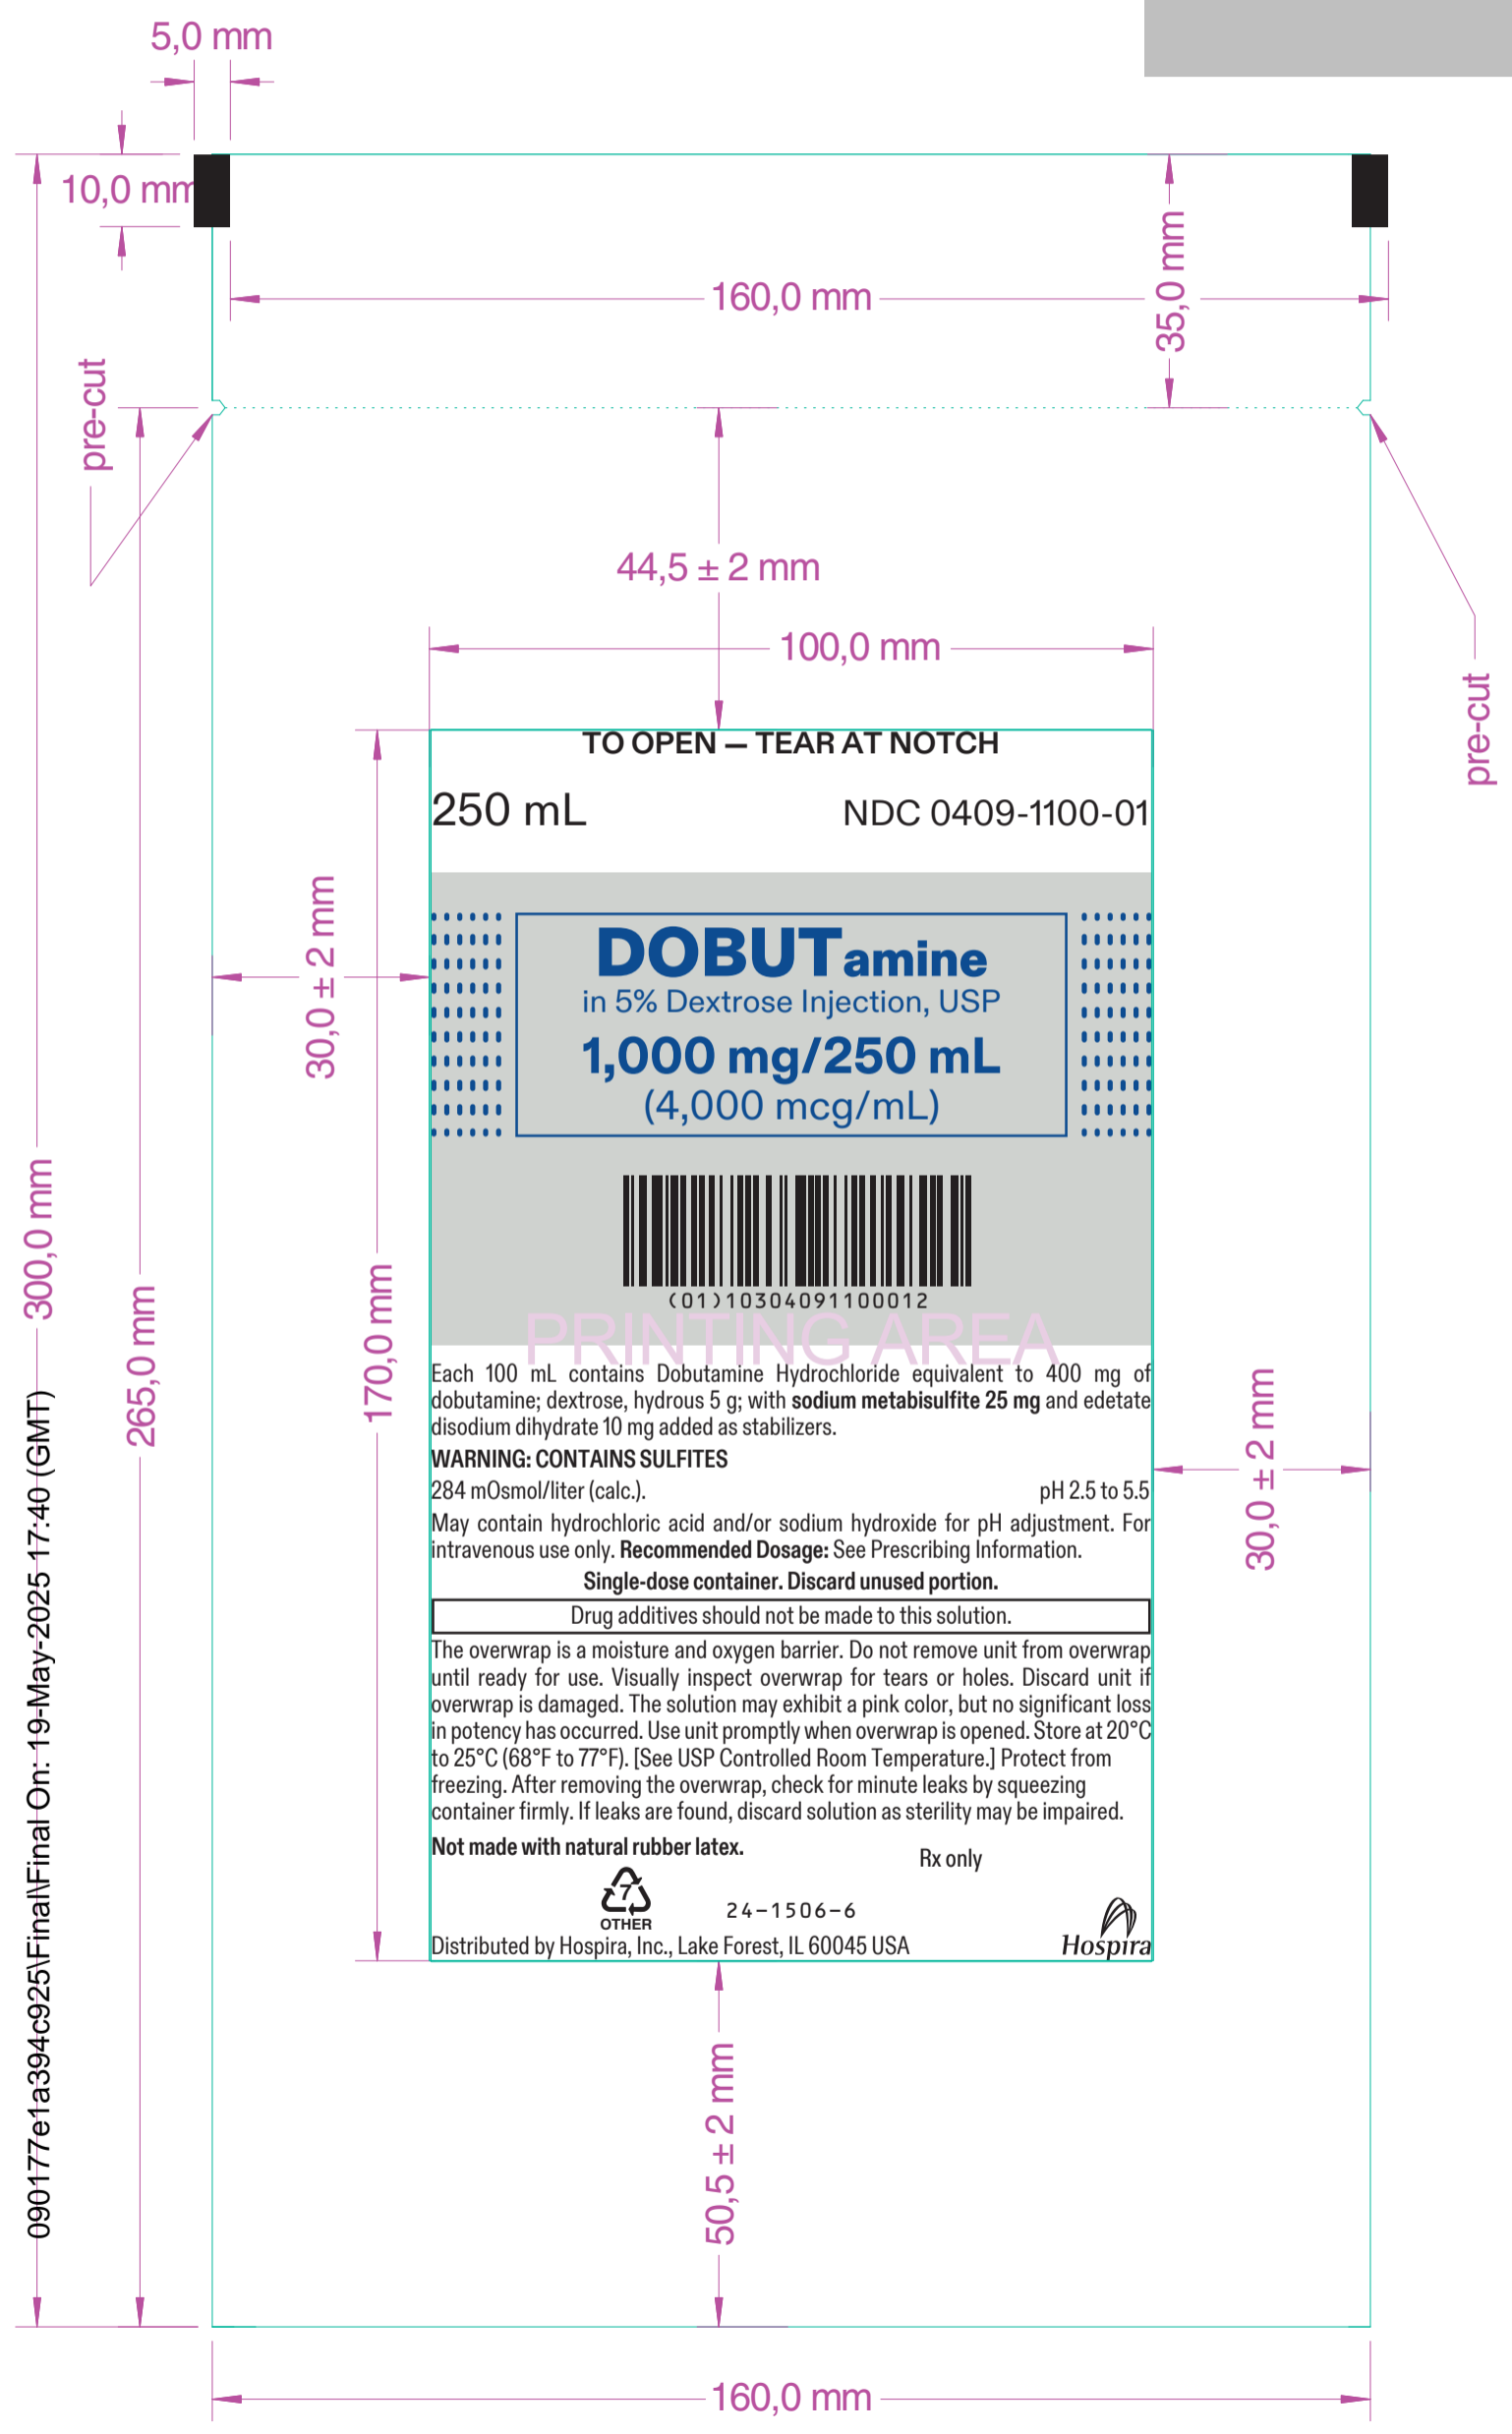 5,0 mm
10,0 mm
160,0 mm
35,0 mm
pre-cut
44,5 ± 2 mm
100,0 mm
pre-cut
TO OPEN — TEAR AT NOTCH
250 mL NDC 0409-1100-01
30,0 ± 2 mm
DOBUTamine
in 5% Dextrose Injection, USP
1,000 mg/250 mL
(4,000 mcg/mL)
300,0 mm
265,0 mm
170,0 mm
(01)10304091100012
PRINTING AREA
Each 100 mL contains Dobutamine Hydrochloride equivalent to 400 mg of
dobutamine; dextrose, hydrous 5 g; with sodium metabisulfite 25 mg and edetate
disodium dihydrate 10 mg added as stabilizers.
WARNING: CONTAINS SULFITES
284 mOsmol/liter (calc.). pH 2.5 to 5.5
30,0 ± 2 mm
May contain hydrochloric acid and/or sodium hydroxide for pH adjustment. For
intravenous use only. Recommended Dosage: See Prescribing Information.
Single-dose container. Discard unused portion.
Drug additives should not be made to this solution.
The overwrap is a moisture and oxygen barrier. Do not remove unit from overwrap
until ready for use. Visually inspect overwrap for tears or holes. Discard unit if
overwrap is damaged. The solution may exhibit a pink color, but no significant loss
in potency has occurred. Use unit promptly when overwrap is opened. Store at 20°C
to 25°C (68°F to 77°F). [See USP Controlled Room Temperature.] Protect from
freezing. After removing the overwrap, check for minute leaks by squeezing
container firmly. If leaks are found, discard solution as sterility may be impaired.
Not made with natural rubber latex.
Rx only
7
OTHER
24-1506-6
Distributed by Hospira, Inc., Lake Forest, IL 60045 USA
Hospira
090177e1a394c925\Final\Final On: 19-May-2025 17:40 (GMT)
50,5 ± 2 mm
160,0 mm